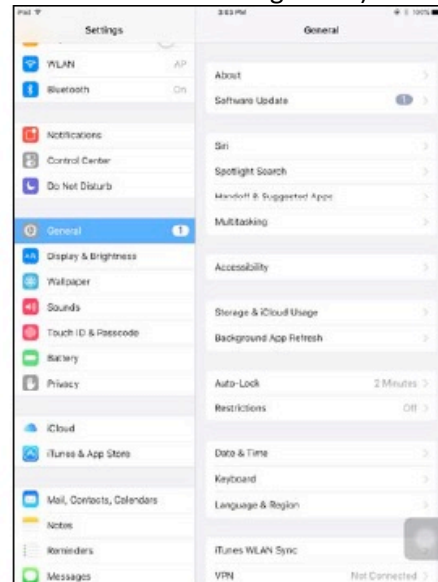 iPad
3:03 PM
100%
Settings
General
WLAN
AP
Bluetooth
On
Notifications
Control Center
Do Not Disturb
General
1
Display & Brightness
Wallpaper
Sounds
Touch ID & Passcode
Battery
Privacy
iCloud
iTunes & App Store
Mail, Contacts, Calendars
Notes
Reminders
Messages
About
Software Update
1
Siri
Spotlight Search
Handoff & Suggested Apps
Multitasking
Accessibility
Storage & iCloud Usage
Background App Refresh
Auto-Lock
2 Minutes
Restrictions
Off
Date & Time
Keyboard
Language & Region
iTunes WLAN Sync
VPN
Not Connected